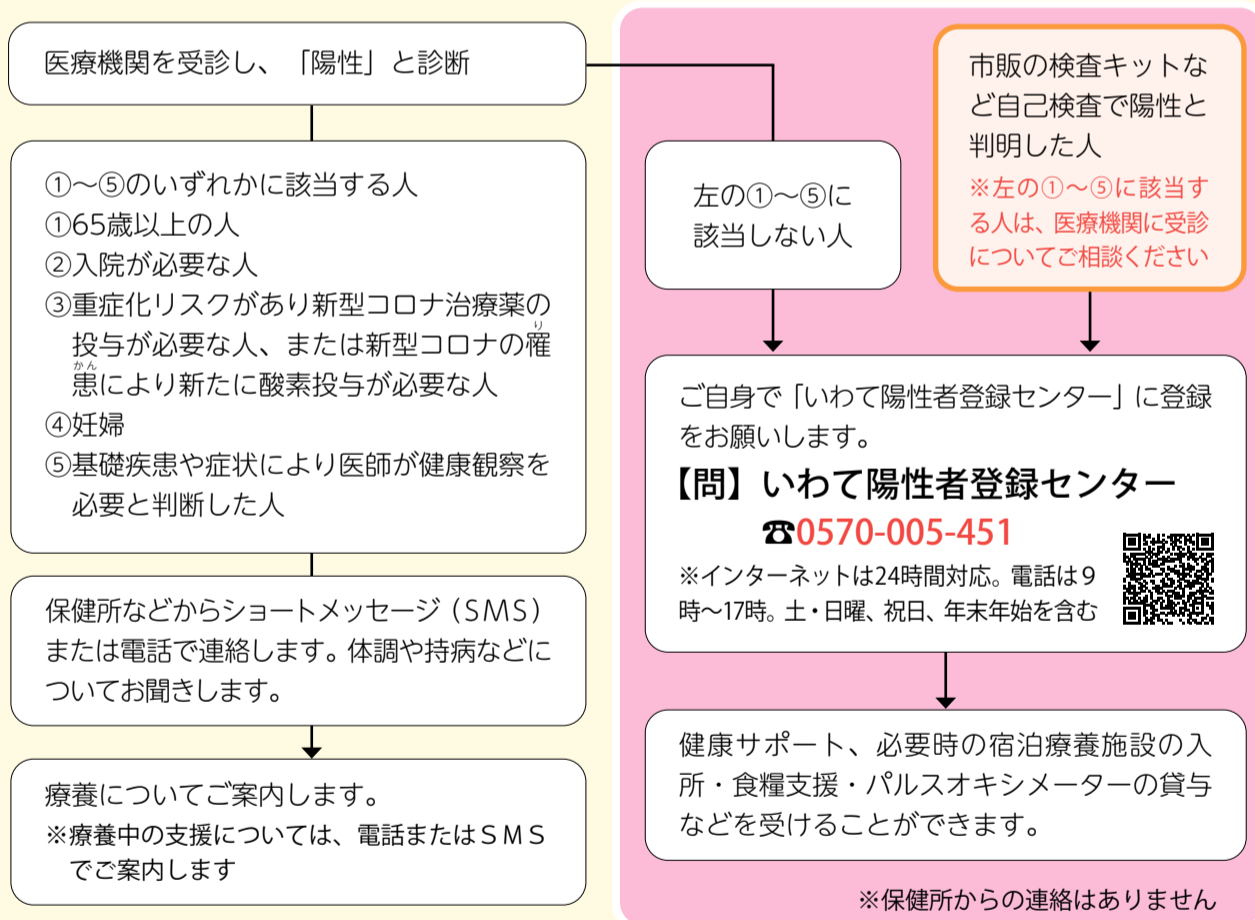 医療機関を受診し、「陽性」と診断
①～⑤のいずれかに該当する人
①65歳以上の人
②入院が必要な人
③重症化リスクがあり新型コロナ治療薬の
投与が必要な人、または新型コロナの罹
り
患により新たに酸素投与が必要な人
かん
④妊婦
⑤基礎疾患や症状により医師が健康観察を
必要と判断した人
保健所などからショートメッセージ（SMS）
または電話で連絡します。体調や持病などに
ついてお聞きします。
療養についてご案内します。
※療養中の支援については、電話またはSMS
でご案内します
左の①～⑤に
該当しない人
市販の検査キットな
ど自己検査で陽性と
判明した人
※左の①～⑤に該当す
る人は、医療機関に受診
についてご相談ください
ご自身で「いわて陽性者登録センター」に登録
をお願いします。
【問】いわて陽性者登録センター
☎0570-005-451
※インターネットは24時間対応。電話は9
時～17時。土・日曜、祝日、年末年始を含む
健康サポート、必要時の宿泊療養施設の入
所・食糧支援・パルスオキシメーターの貸与
などを受けることができます。
※保健所からの連絡はありません